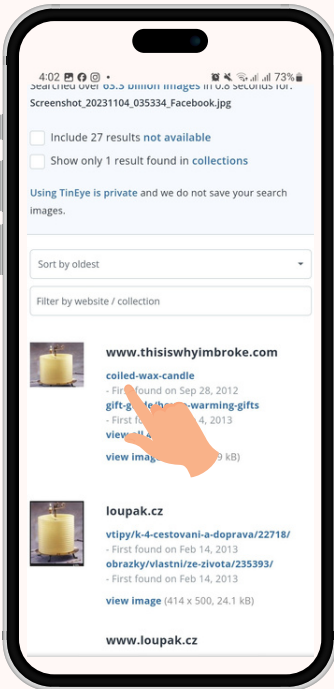 4:02 73%
Searched over 63.3 billion images in 0.8 seconds for:
Screenshot_20231104_035334_Facebook.jpg
Include 27 results not available
Show only 1 result found in collections
Using TinEye is private and we do not save your search
images.
Sort by oldest
Filter by website / collection
www.thisiswhyimbroke.com
coiled-wax-candle
- First found on Sep 28, 2012
-warming-gifts
- First 4, 2013
view
view kB)
loupak.cz
vtipy/k-4-cestovani-a-doprava/22718/
- First found on Feb 14, 2013
obrazky/vlastni/ze-zivota/235393/
- First found on Feb 14, 2013
view image (414 x 500, 24.1 kB)
www.loupak.cz